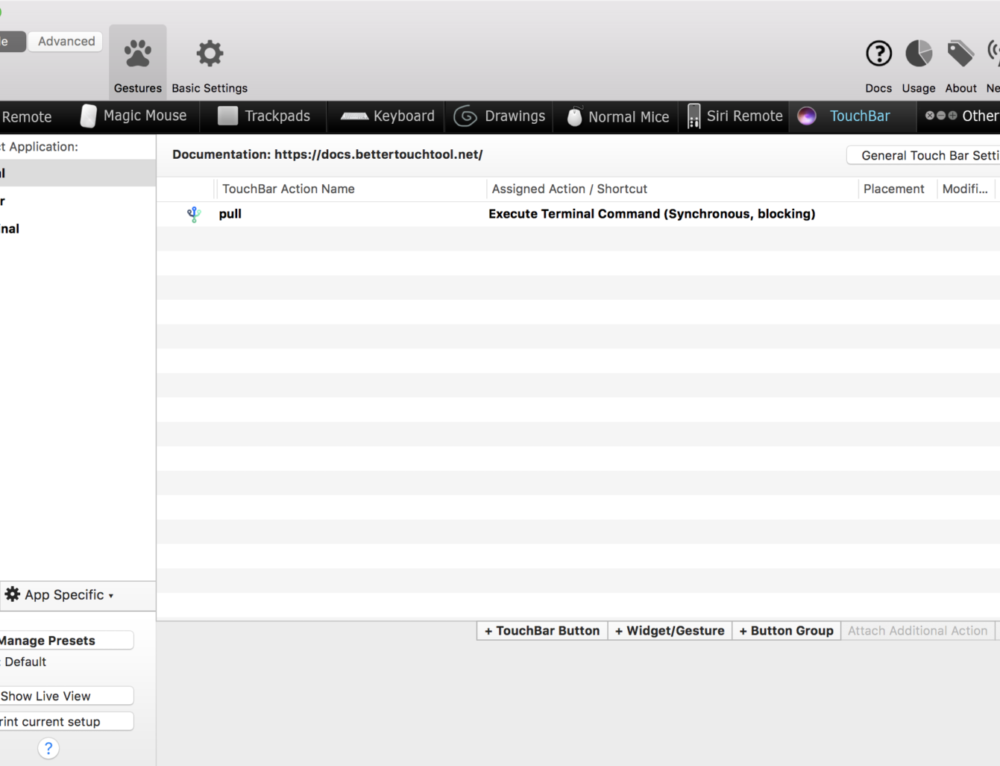 le Advanced
Gestures Basic Settings Docs Usage About Ne
Remote Magic Mouse Trackpads Keyboard Drawings Normal Mice Siri Remote TouchBar Other
ct Application:
Documentation: https://docs.bettertouchtool.net/
General Touch Bar Setti
al
TouchBar Action Name Assigned Action / Shortcut Placement Modifi...
r
pull Execute Terminal Command (Synchronous, blocking)
nal
App Specific
+ TouchBar Button + Widget/Gesture + Button Group Attach Additional Action
Manage Presets
: Default
Show Live View
rint current setup
?